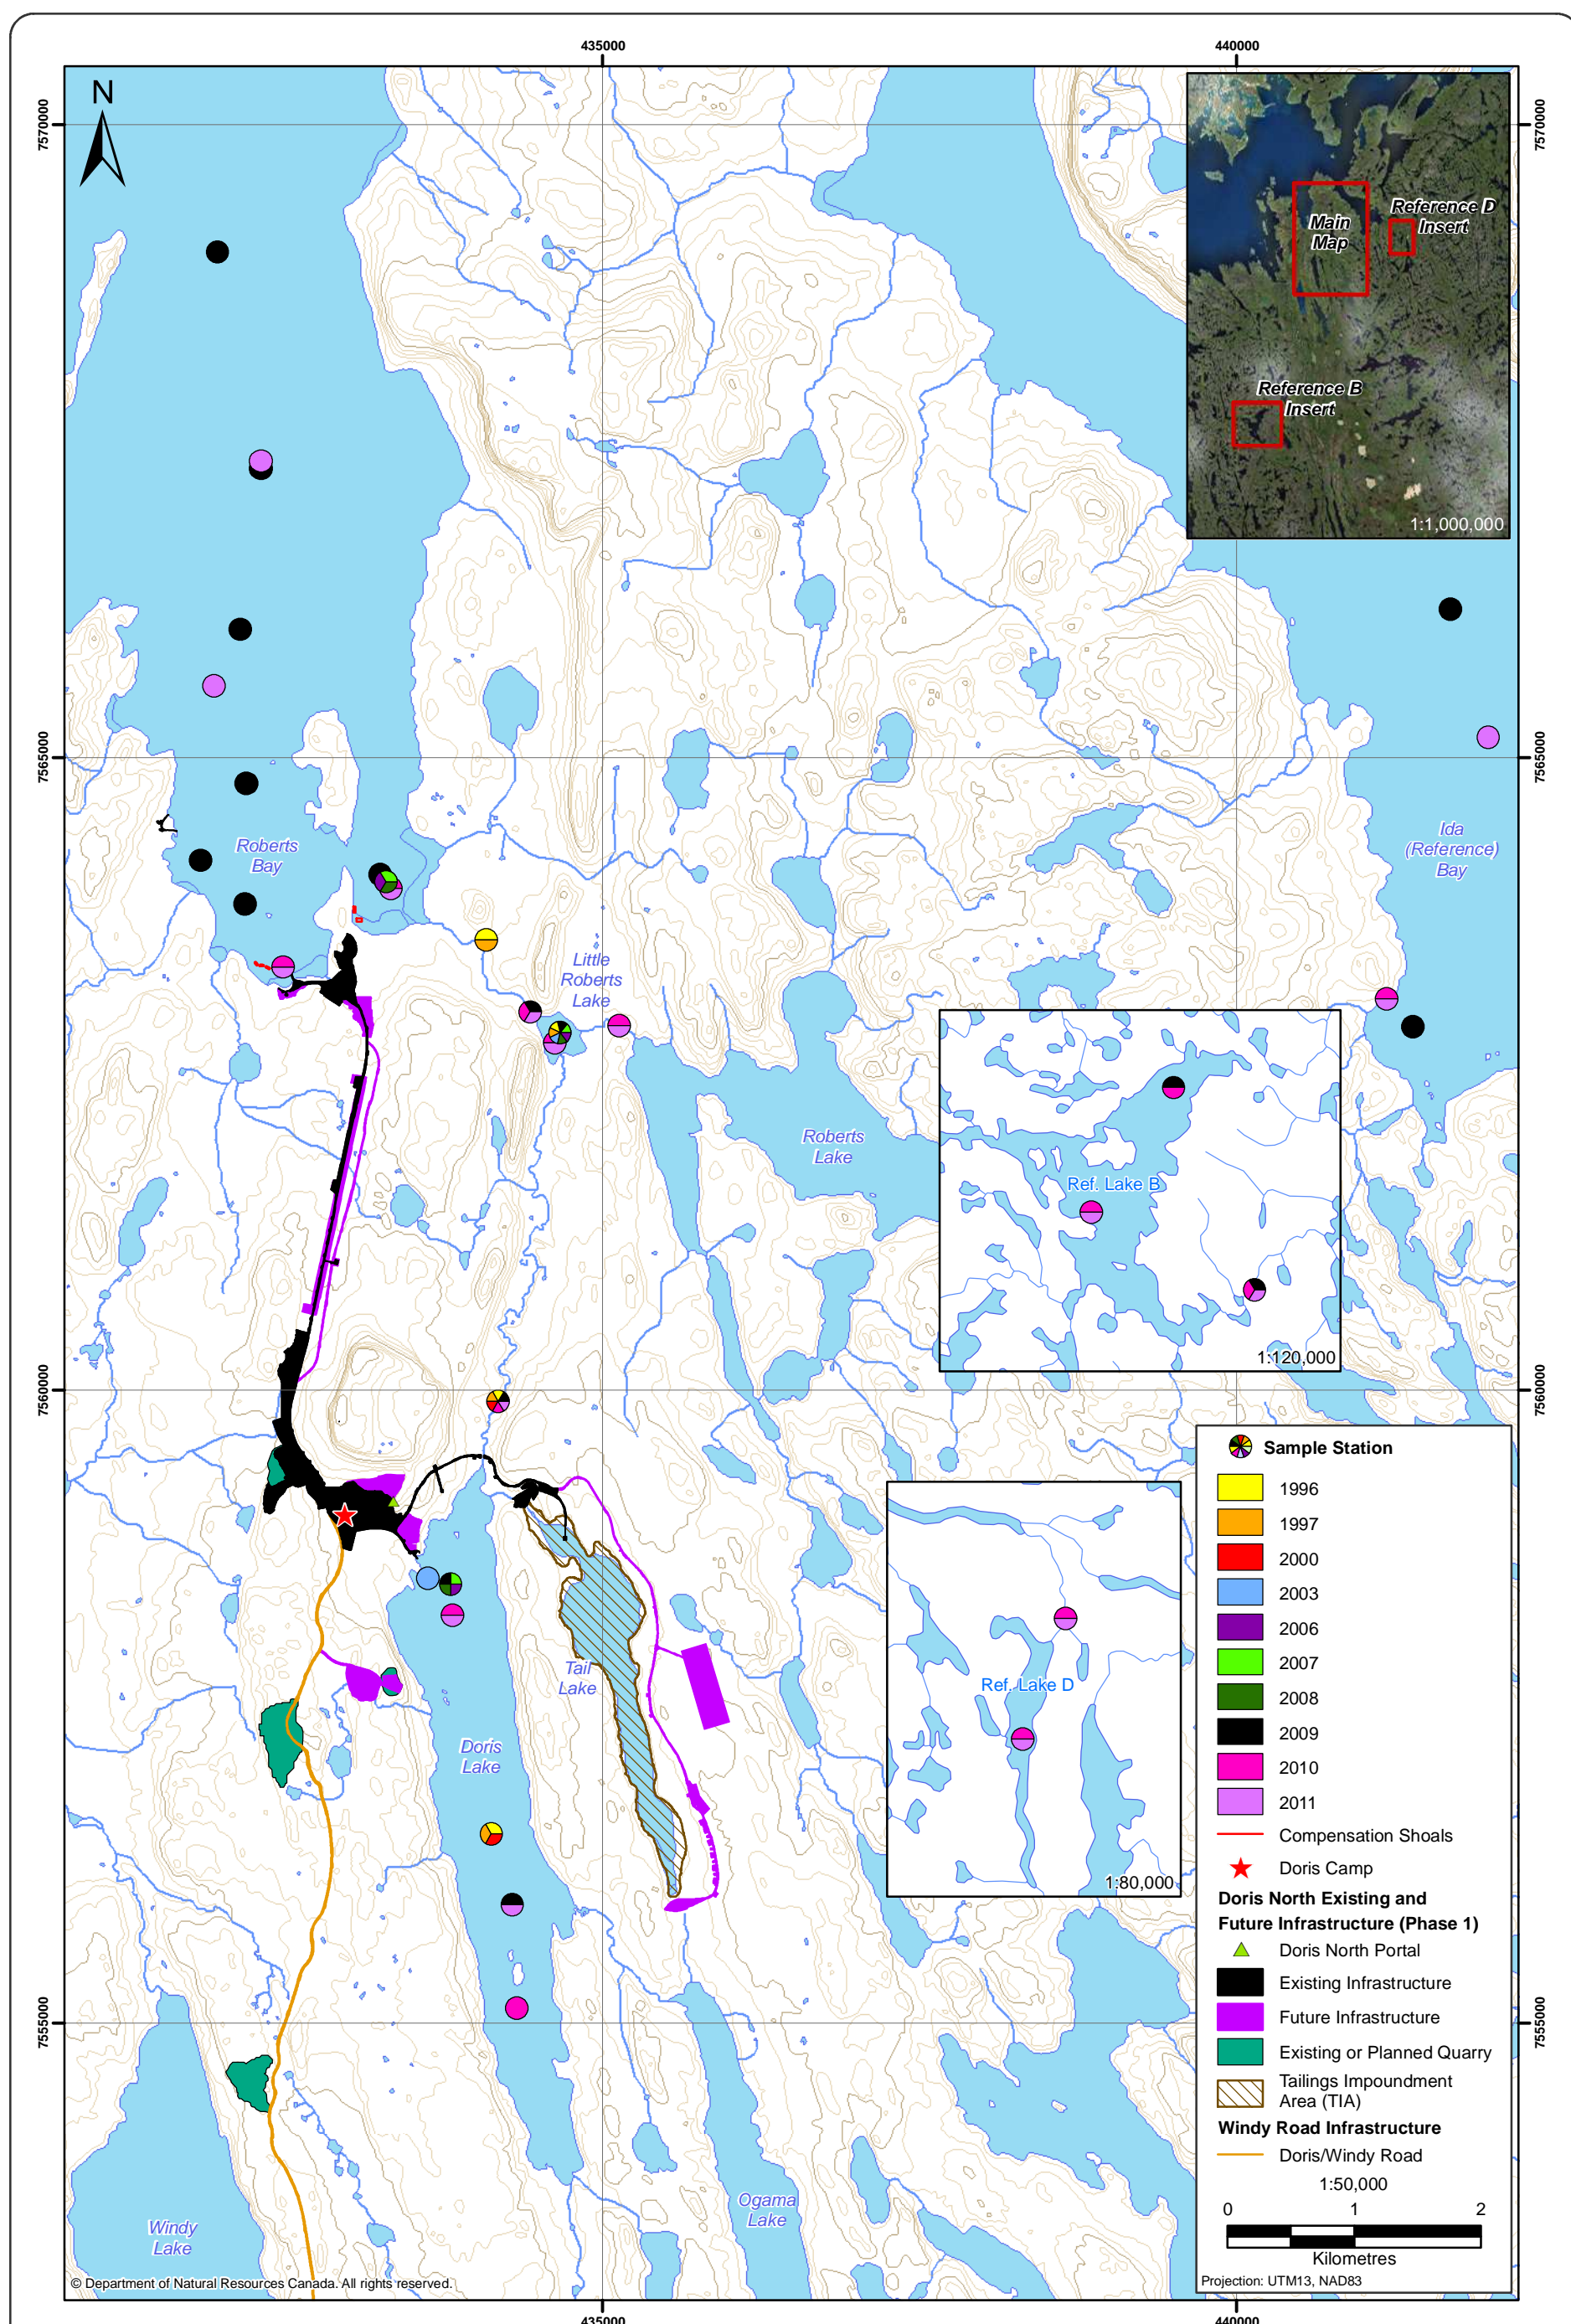 435000
440000
N
7570000
7570000
Main
Map
Reference D
Insert
Reference B
Insert
1:1,000,000
7565000
7565000
Roberts
Bay
Ida
(Reference)
Bay
Little
Roberts
Lake
Roberts
Lake
Ref. Lake B
1:120,000
7560000
7560000
Ref. Lake D
1:80,000
Tail
Lake
Doris
Lake
7555000
7555000
Ogama
Lake
Windy
Lake
© Department of Natural Resources Canada. All rights reserved.
Sample Station
1996
1997
2000
2003
2006
2007
2008
2009
2010
2011
Compensation Shoals
Doris Camp
Doris North Existing and
Future Infrastructure (Phase 1)
Doris North Portal
Existing Infrastructure
Future Infrastructure
Existing or Planned Quarry
Tailings Impoundment
Area (TIA)
Windy Road Infrastructure
Doris/Windy Road
1:50,000
0 1 2
Kilometres
Projection: UTM13, NAD83
435000
440000